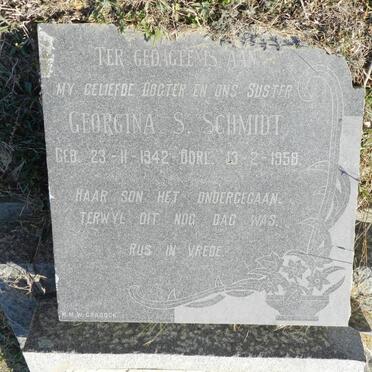 TER GEDAGTENIS AAN
MY GELIEFDE DOGTER EN ONS SUSTER
GEORGINA S. SCHMIDT
GEB. 23-11-1942-OORL. 13-2-1958.
HAAR SON HET ONDERGEGAAN.
TERWYL DIT NOG DAG WAS.
RUS IN VREDE.
CRADOCK